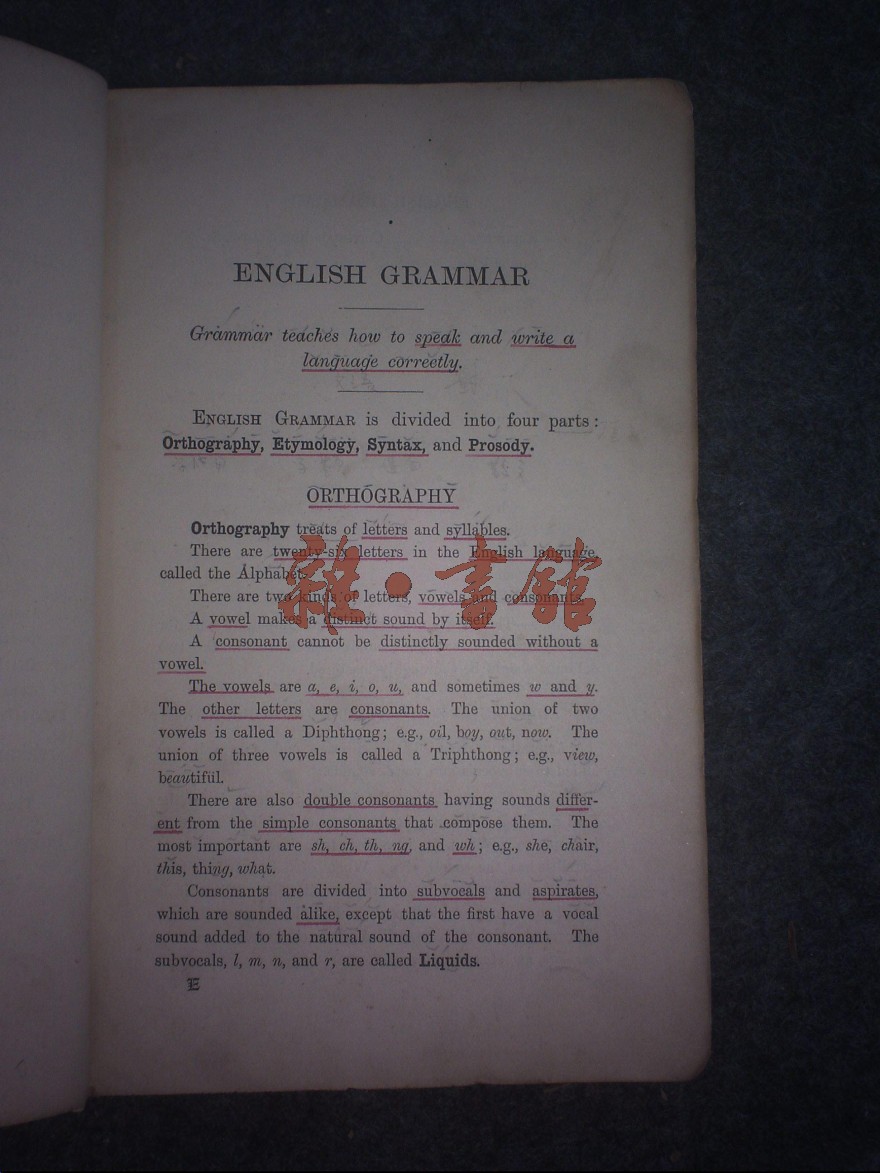 ENGLISH GRAMMAR
Grammar teaches how to speak and write a
language correctly.
ENGLISH GRAMMAR is divided into four parts:
Orthography, Etymology, Syntax, and Prosody.
ORTHOGRAPHY
Orthography treats of letters and syllables.
There are twenty-six letters in the English language,
called the Alphabet.
There are two kinds of letters, vowels and consonants.
A vowel makes a distinct sound by itself.
A consonant cannot be distinctly sounded without a
vowel.
The vowels are a, e, i, o, u, and sometimes w and y.
The other letters are consonants. The union of two
vowels is called a Diphthong; e.g., oil, boy, out, now. The
union of three vowels is called a Triphthong; e.g., view,
beautiful.
There are also double consonants having sounds differ-
ent from the simple consonants that compose them. The
most important are sh, ch, th, ng, and wh; e.g., she, chair,
this, thing, what.
Consonants are divided into subvocals and aspirates,
which are sounded alike, except that the first have a vocal
sound added to the natural sound of the consonant. The
subvocals, l, m, n, and r, are called Liquids.
E
雜·書館